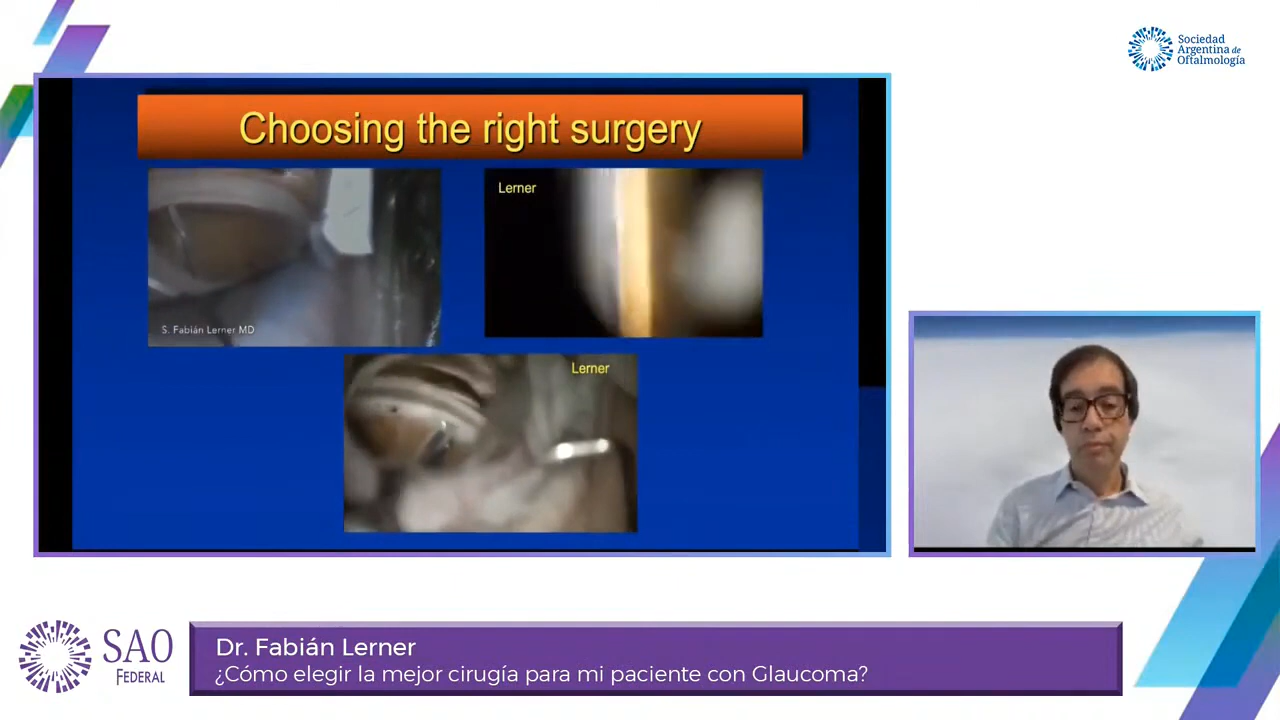 Sociedad
Argentina de
Oftalmología
Choosing the right surgery
Lerner
S. Fabián Lerner MD
Lerner
SAO
FEDERAL
Dr. Fabián Lerner
¿Cómo elegir la mejor cirugía para mi paciente con Glaucoma?